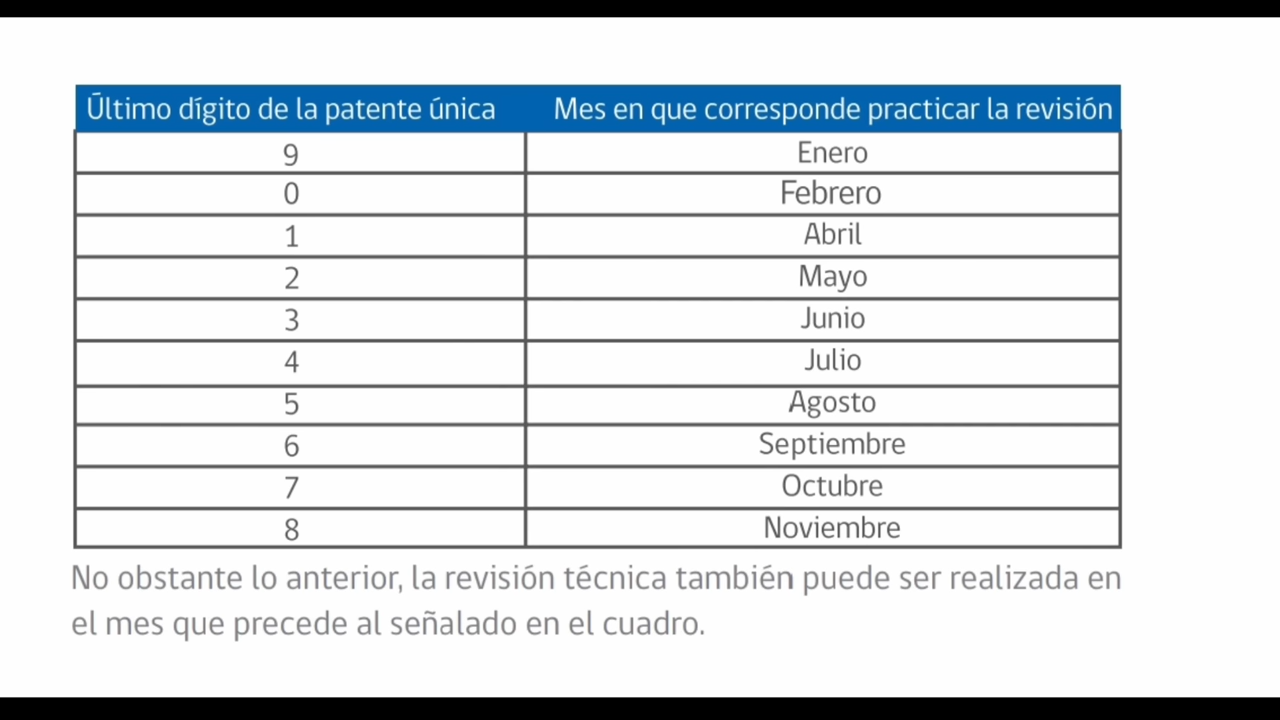 Último dígito de la patente única Mes en que corresponde practicar la revisión
9 Enero
0 Febrero
1 Abril
2 Mayo
3 Junio
4 Julio
5 Agosto
6 Septiembre
7 Octubre
8 Noviembre
No obstante lo anterior, la revisión técnica también puede ser realizada en
el mes que precede al señalado en el cuadro.